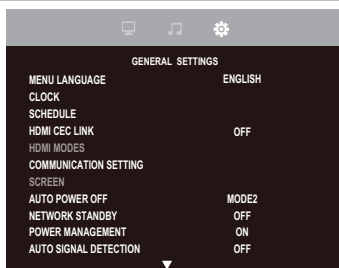 GENERAL SETTINGS
MENU LANGUAGE ENGLISH
CLOCK
SCHEDULE
HDMI CEC LINK OFF
HDMI MODES
COMMUNICATION SETTING
SCREEN
AUTO POWER OFF MODE2
NETWORK STANDBY OFF
POWER MANAGEMENT ON
AUTO SIGNAL DETECTION OFF